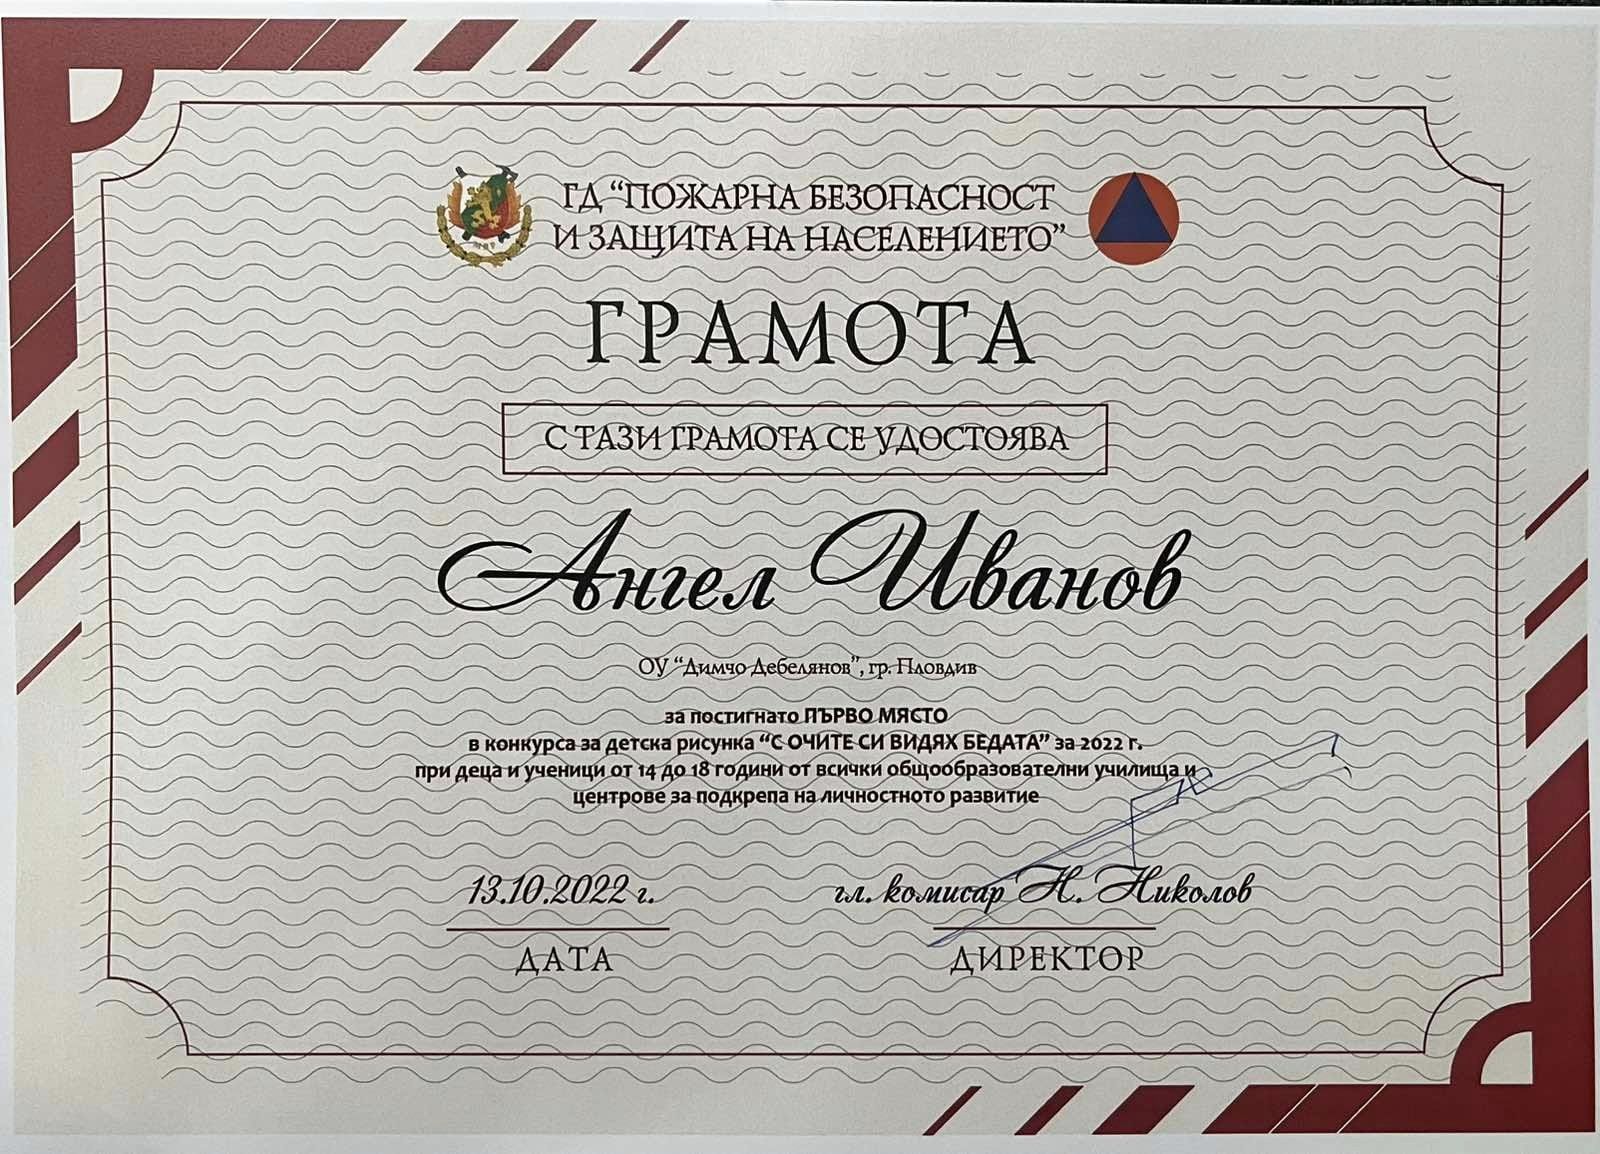 ГД “ПОЖАРНА БЕЗОПАСНОСТ
И ЗАЩИТА НА НАСЕЛЕНИЕТО”
ГРАМОТА
С ТАЗИ ГРАМОТА СЕ УДОСТОЯВА
Ангел Иванов
ОУ “Димчо Дебелянов”, гр. Пловдив
за постигнато ПЪРВО МЯСТО
в конкурса за детска рисунка “С ОЧИТЕ СИ ВИДЯХ БЕДАТА” за 2022 г.
при деца и ученици от 14 до 18 години от всички общообразователни училища и
центрове за подкрепа на личностното развитие
13.10.2022 г.
гл. комисар Н. Николов
ДАТА
ДИРЕКТОР